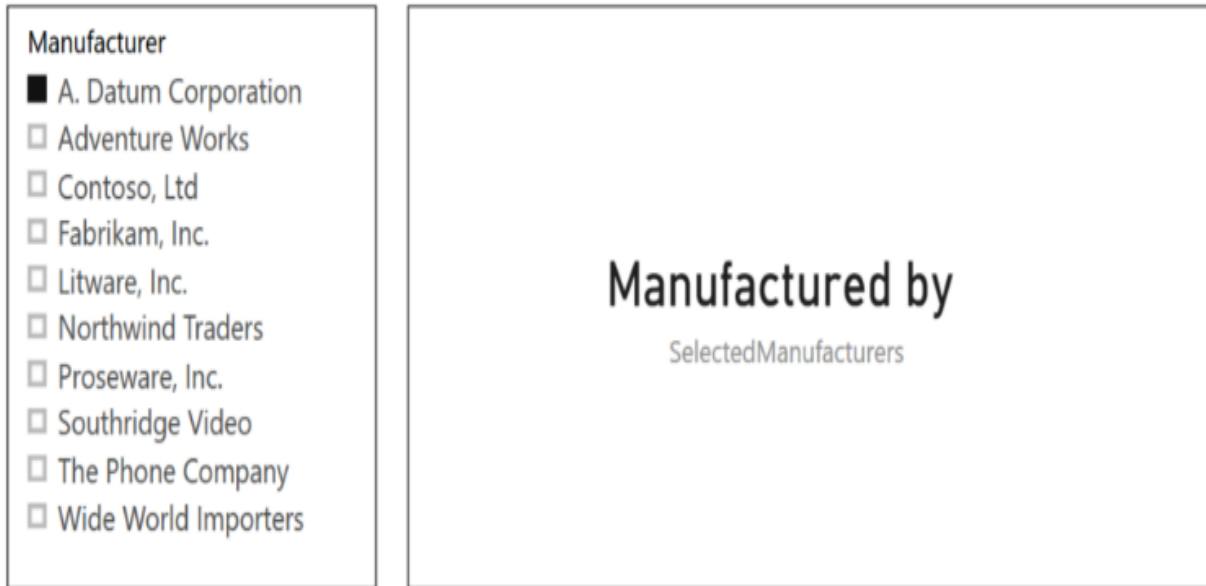 Manufacturer
A. Datum Corporation
Adventure Works
Contoso, Ltd
Fabrikam, Inc.
Litware, Inc.
Northwind Traders
Proseware, Inc.
Southridge Video
The Phone Company
Wide World Importers
Manufactured by
SelectedManufacturers